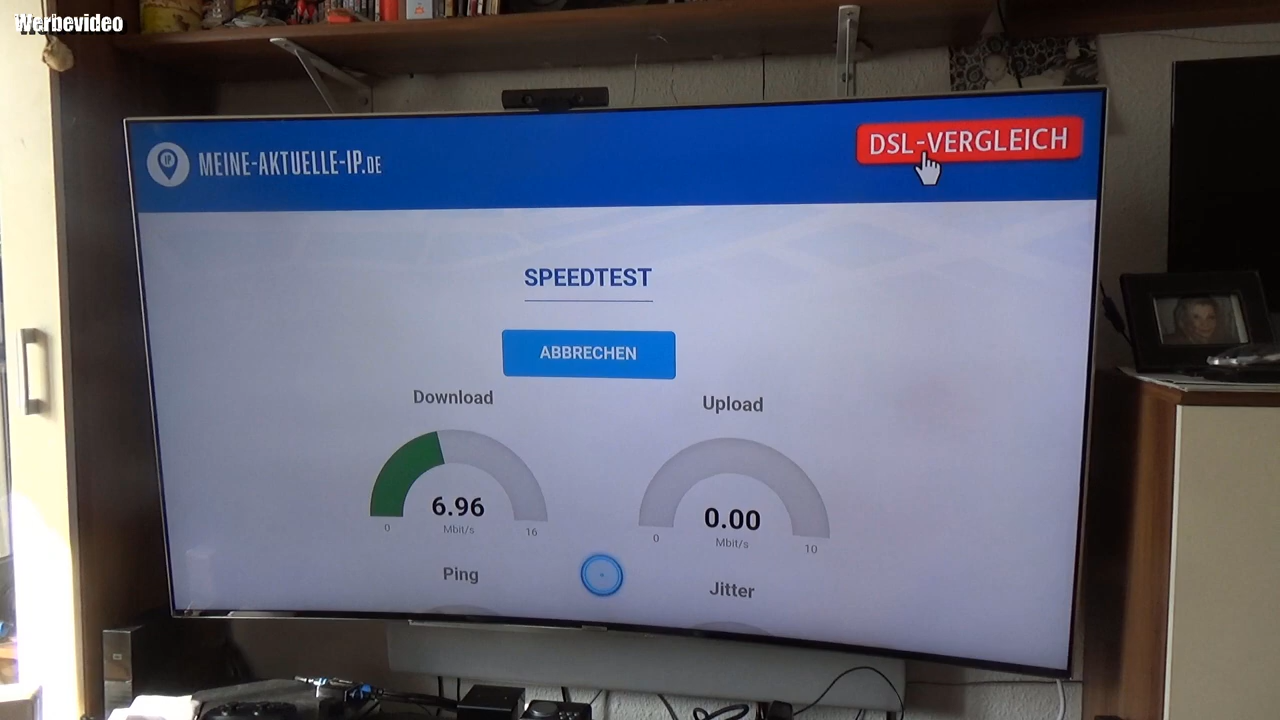 Werbevideo
IP
MEINE-AKTUELLE-IP.DE
DSL-VERGLEICH
SPEEDTEST
ABBRECHEN
Download
Upload
6.96
Mbit/s
0
16
0.00
Mbit/s
0
10
Ping
Jitter